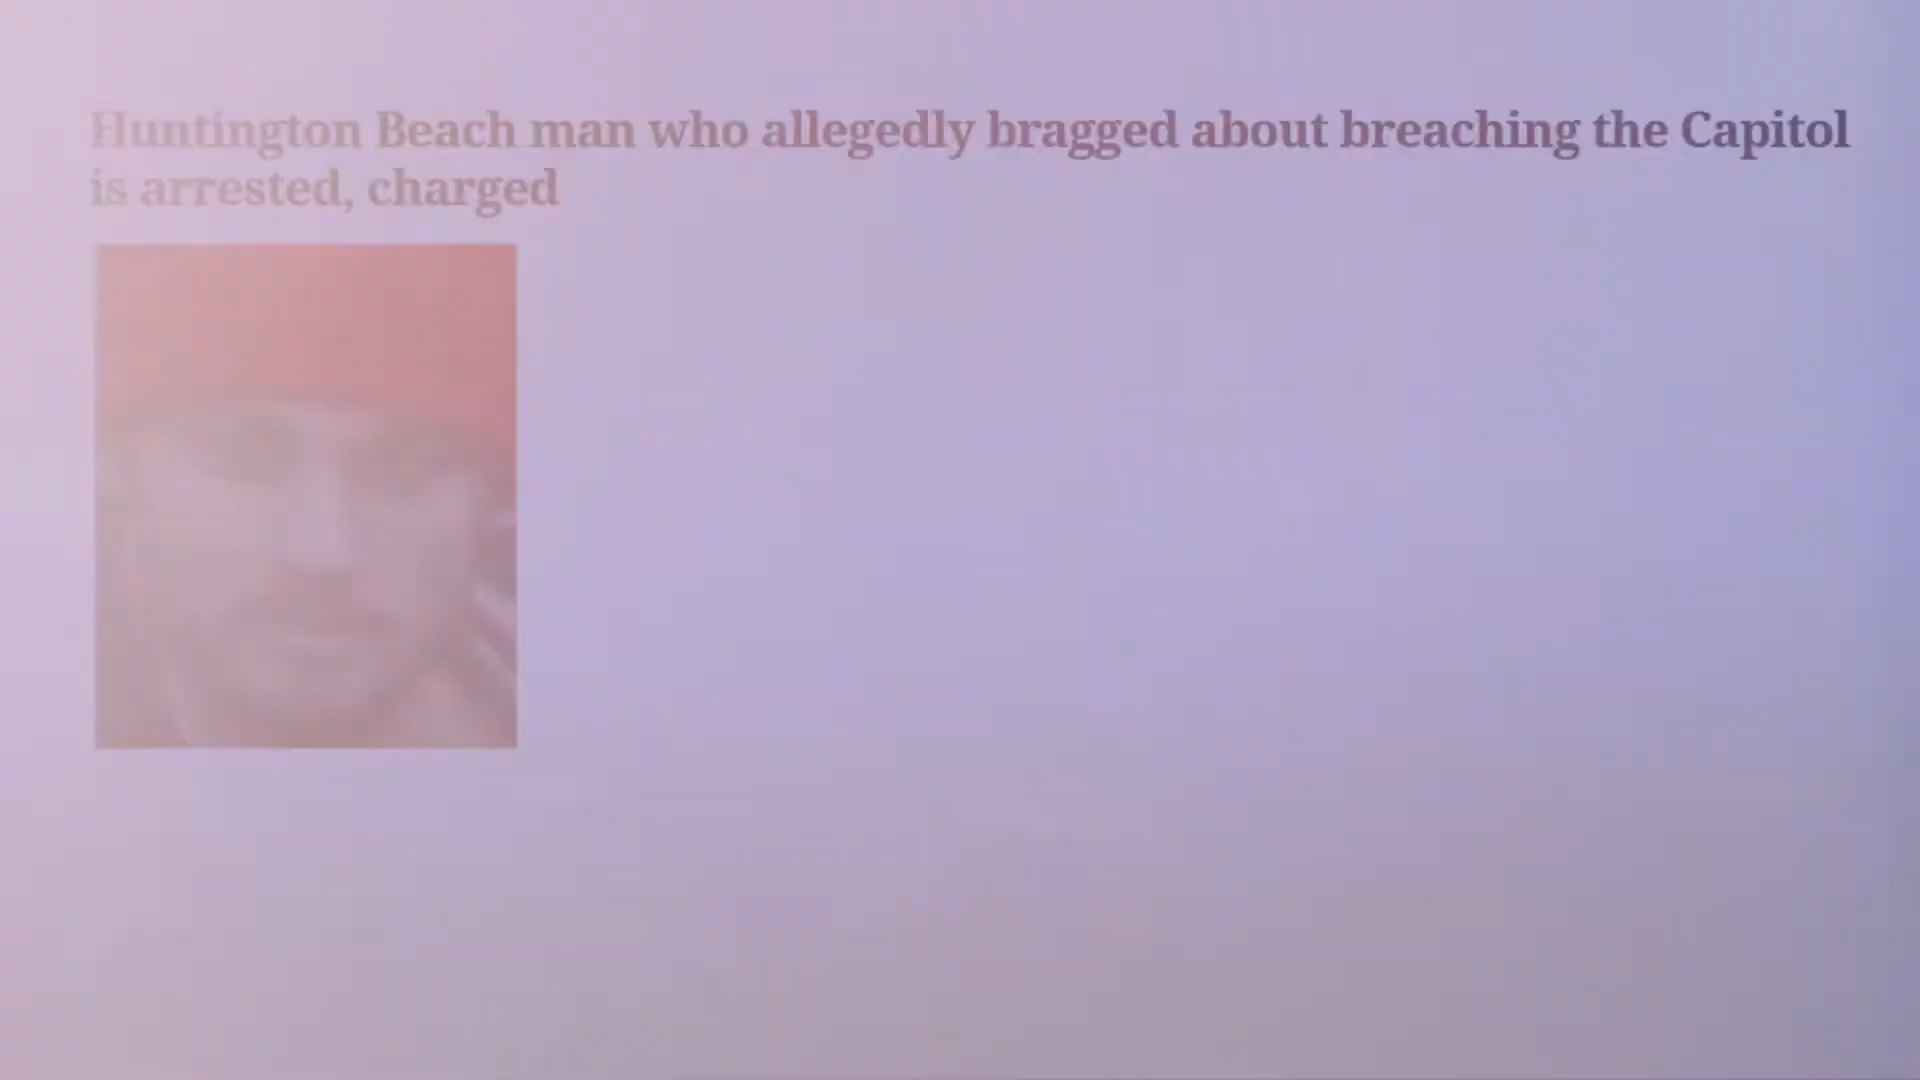 Huntington Beach man who allegedly bragged about breaching the Capitol
is arrested, charged